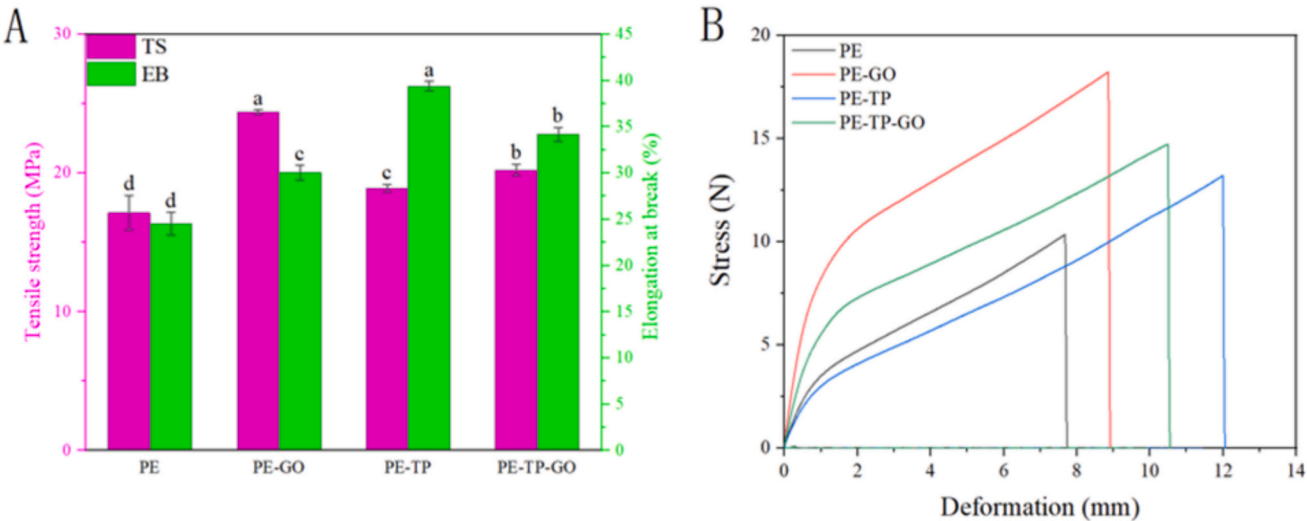 A
30
20
10
0
Tensile strength (MPa)
TS
EB
d
d
a
c
c
a
b
b
45
40
35
30
25
20
15
10
5
0
Elongation at break (%)
PE
PE-GO
PE-TP
PE-TP-GO
B
20
15
10
5
0
Stress (N)
PE
PE-GO
PE-TP
PE-TP-GO
0
2
4
6
8
10
12
14
Deformation (mm)